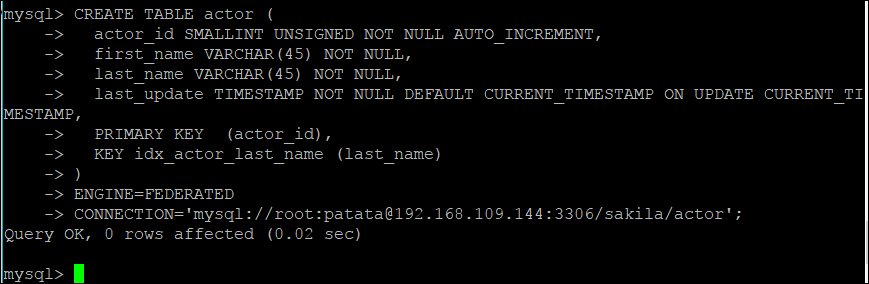 mysql> CREATE TABLE actor (
    ->   actor_id SMALLINT UNSIGNED NOT NULL AUTO_INCREMENT,
    ->   first_name VARCHAR(45) NOT NULL,
    ->   last_name VARCHAR(45) NOT NULL,
    ->   last_update TIMESTAMP NOT NULL DEFAULT CURRENT_TIMESTAMP ON UPDATE CURRENT_TI
MESTAMP,
    ->   PRIMARY KEY  (actor_id),
    ->   KEY idx_actor_last_name (last_name)
    -> )
    -> ENGINE=FEDERATED
    -> CONNECTION='mysql://root:patata@192.168.109.144:3306/sakila/actor';
Query OK, 0 rows affected (0.02 sec)
mysql>